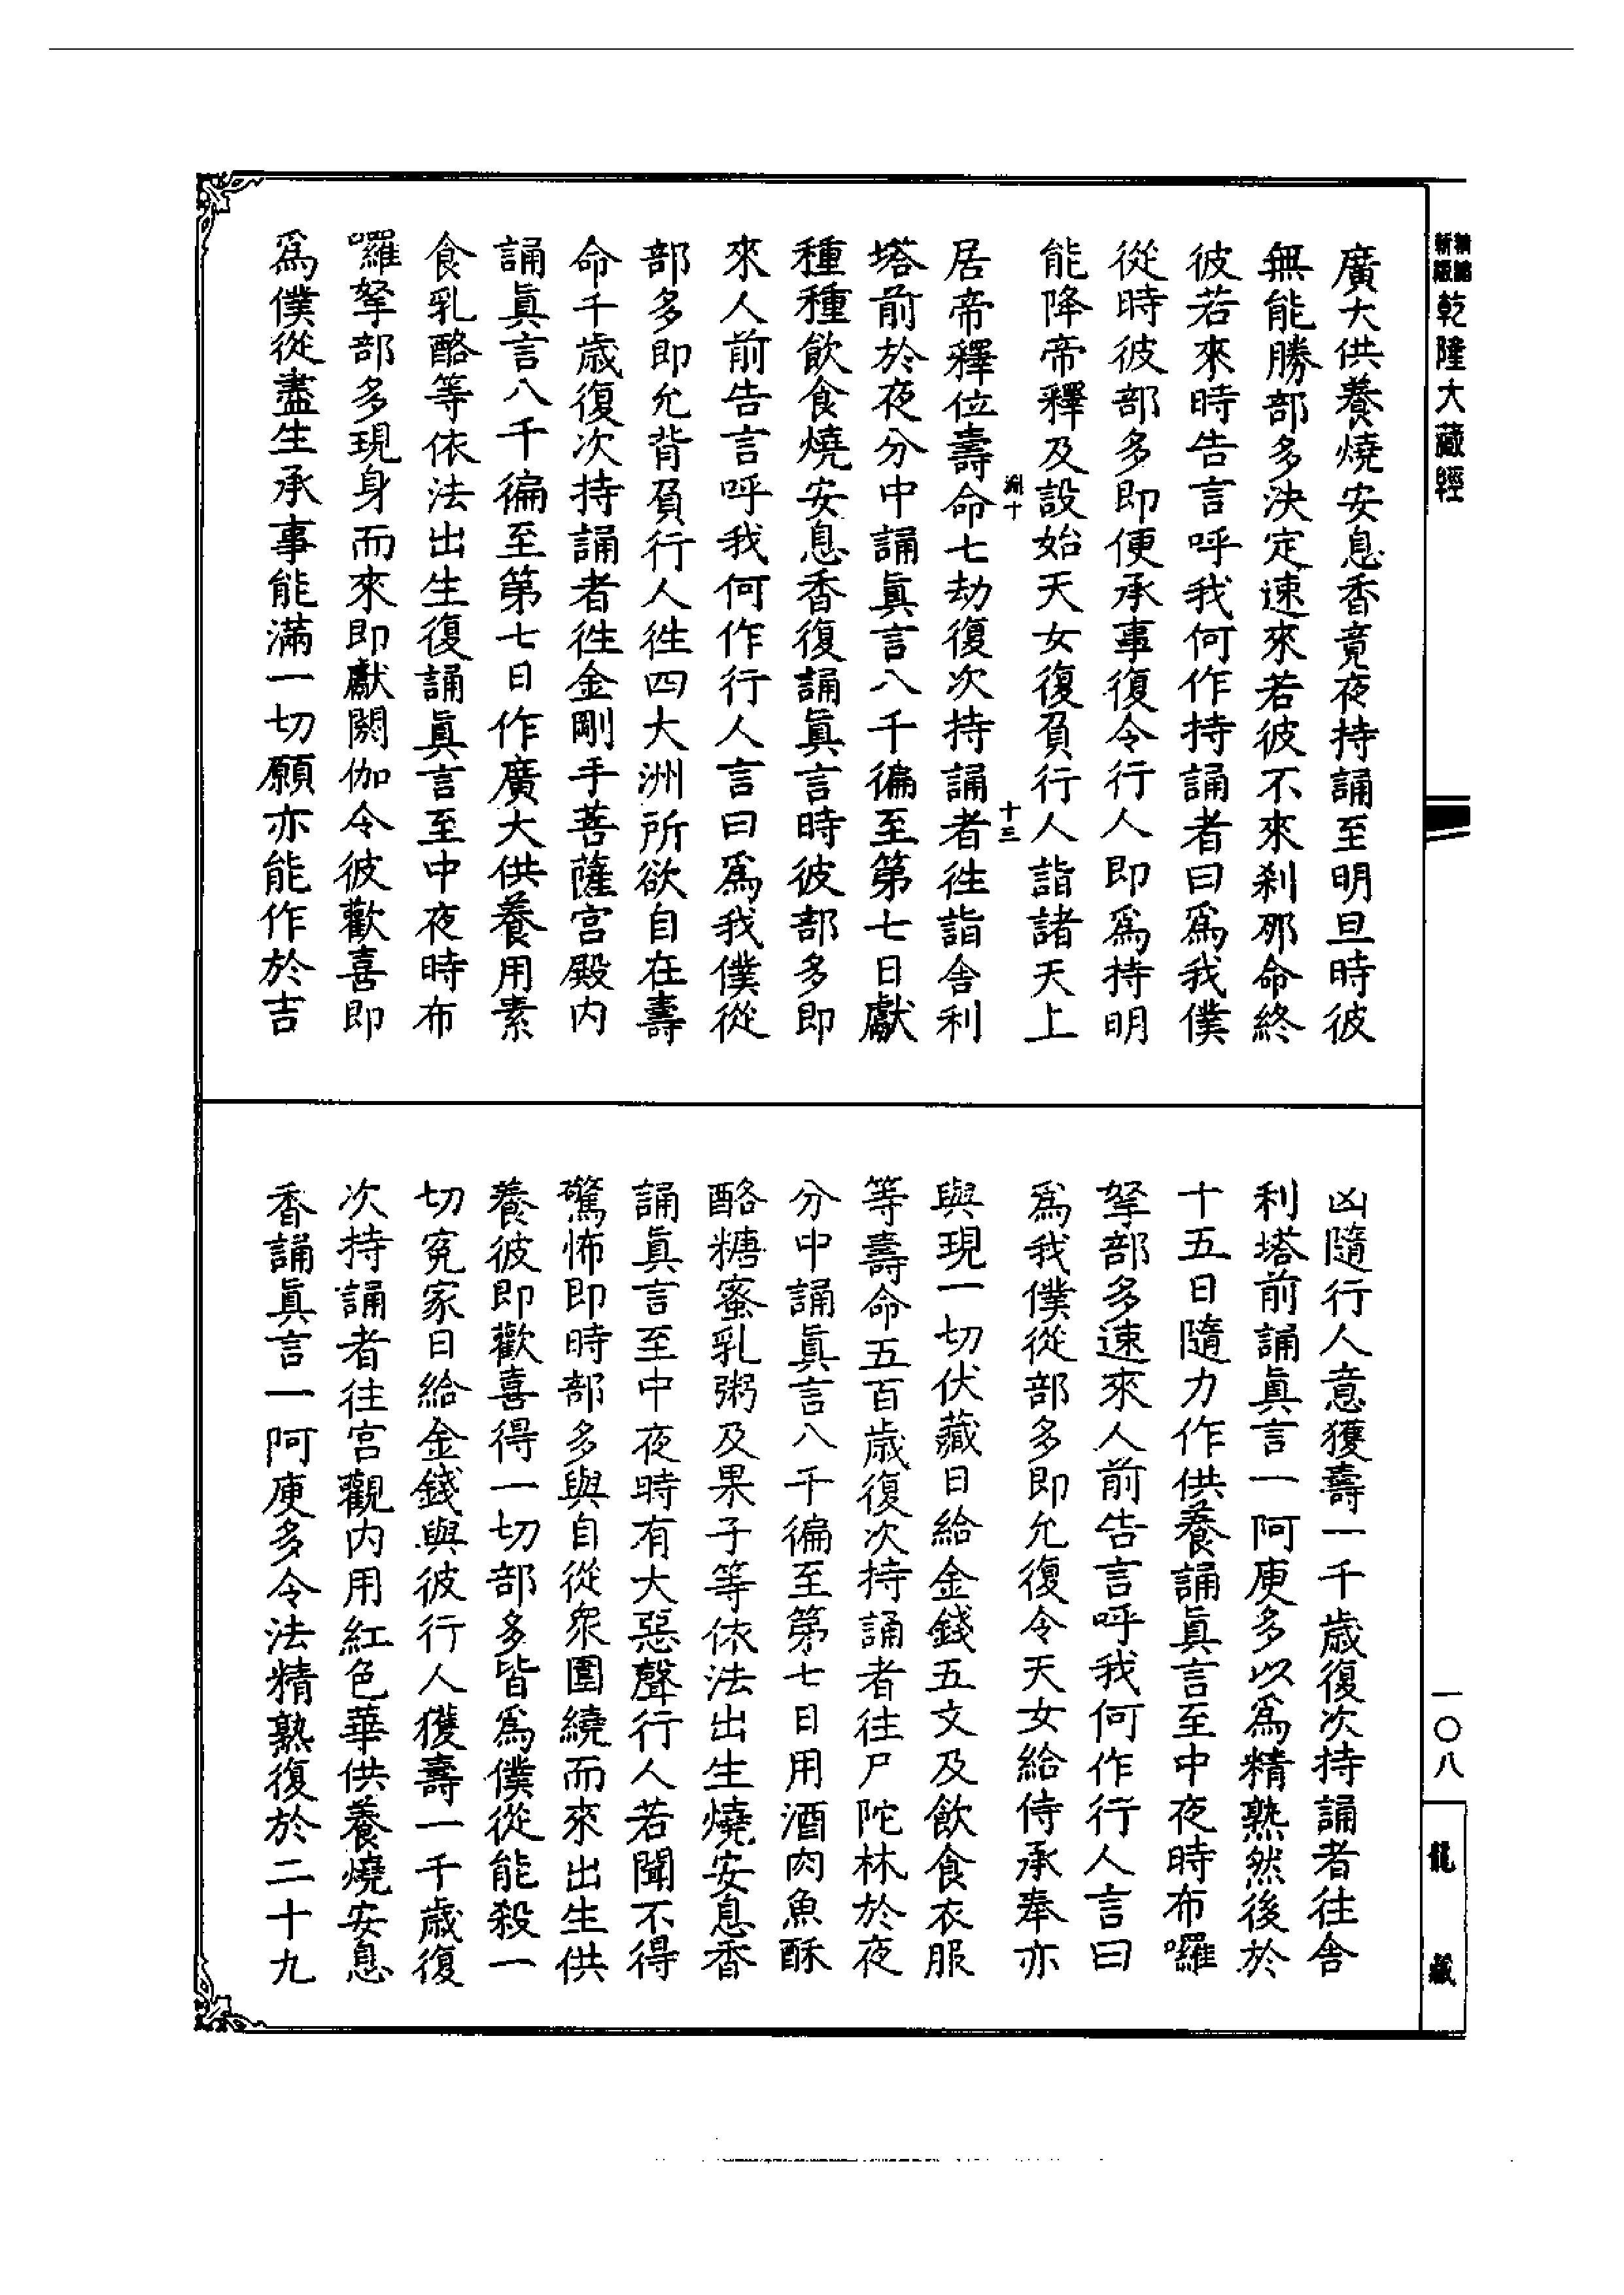 精縮新版乾隆大藏經
廣大供養燒安息香竟夜持誦至明旦時彼
無能勝部多決定速來若彼不來刹那命終
彼若來時告言呼我何作持誦者曰爲我僕
從時彼部多即便承事復令行人即爲持明
能降帝釋及設始天女復負行人詣諸天上
淵十 十三
居帝釋位壽命七劫復次持誦者往詣舍利
塔前於夜分中誦眞言八千徧至第七日獻
種種飲食燒安息香復誦眞言時彼部多即
來人前告言呼我何作行人言曰爲我僕從
部多即允背負行人徃四大洲所欲自在壽
命千歲復次持誦者徃金剛手菩薩宮殿内
誦眞言八千徧至第七日作廣大供養用素
食乳酪等依法出生復誦眞言至中夜時布
囉拏部多現身而來即獻閼伽令彼歡喜即
爲僕從盡生承事能滿一切願亦能作於吉
凶隨行人意獲壽一千歲復次持誦者往舍
利塔前誦眞言一阿庾多以爲精熟然後於
十五日隨力作供養誦眞言至中夜時布囉
拏部多速來人前告言呼我何作行人言曰
爲我僕從部多即允復令天女給侍承奉亦
與現一切伏藏日給金錢五文及飲食衣服
等壽命五百歲復次持誦者往尸陀林於夜
分中誦眞言八千徧至第七日用酒肉魚酥
酪糖蜜乳粥及果子等依法出生燒安息香
誦眞言至中夜時有大惡聲行人若聞不得
驚怖即時部多與自從衆圍繞而來出生供
養彼即歡喜得一切部多皆爲僕從能殺一
切寃家日給金錢與彼行人獲壽一千歲復
次持誦者往宮觀内用紅色華供養燒安息
香誦眞言一阿庾多令法精熟復於二十九
一〇八
龍藏